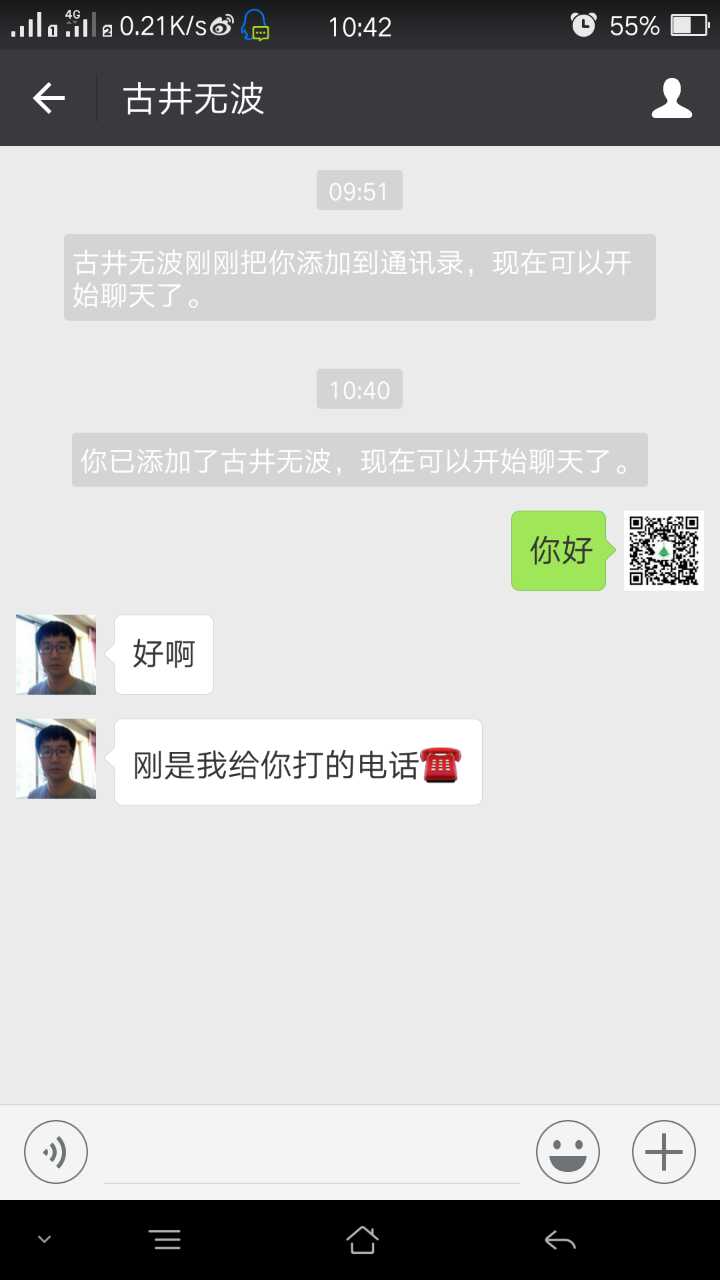 4G 1 2 0.21K/s 10:42 55%
古井无波
09:51
古井无波刚刚把你添加到通讯录，现在可以开
始聊天了。
10:40
你已添加了古井无波，现在可以开始聊天了。
你好
好啊
刚是我给你打的电话☎️